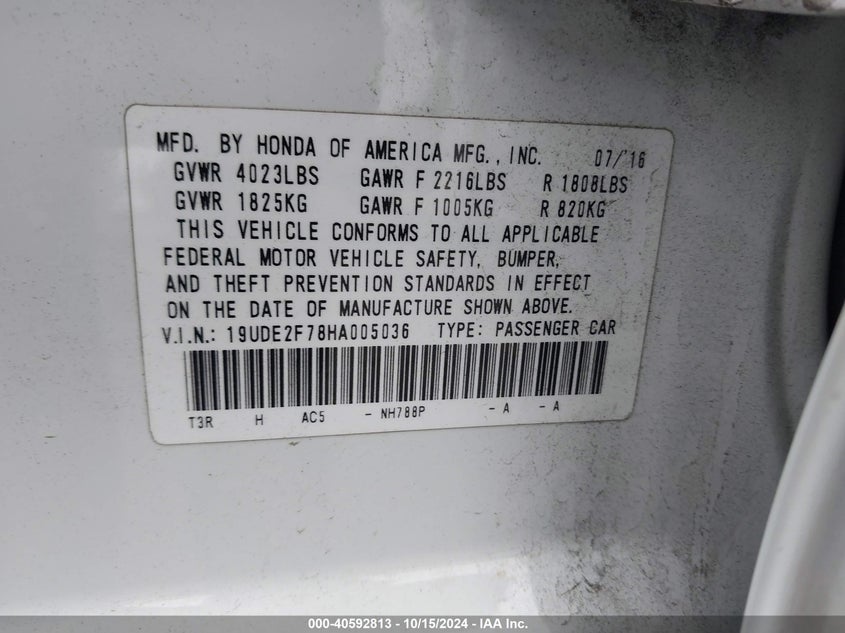 MFD. BY HONDA OF AMERICA MFG., INC. 07/'16
GVWR 4023LBS GAWR F 2216LBS R 1808LBS
GVWR 1825KG GAWR F 1005KG R 820KG
THIS VEHICLE CONFORMS TO ALL APPLICABLE
FEDERAL MOTOR VEHICLE SAFETY, BUMPER,
AND THEFT PREVENTION STANDARDS IN EFFECT
ON THE DATE OF MANUFACTURE SHOWN ABOVE.
V.I.N.: 19UDE2F78HA005036 TYPE: PASSENGER CAR
T3R H AC5 - NH788P - A - A
000-40592813 - 10/15/2024 - IAA Inc.